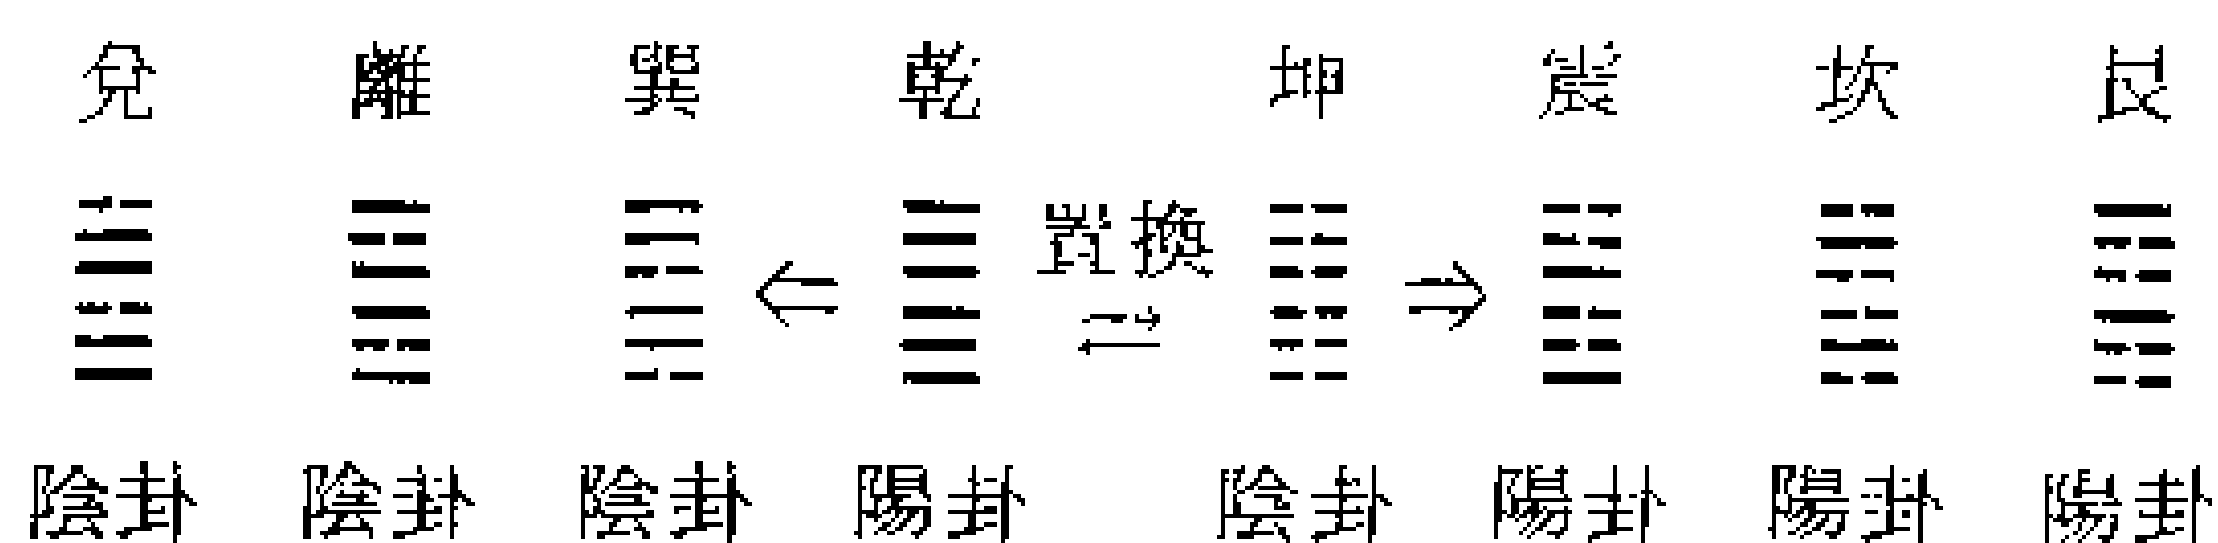 兌 離 巽 乾 坤 震 坎 艮
置換
陰卦 陰卦 陰卦 陽卦 陰卦 陽卦 陽卦 陽卦